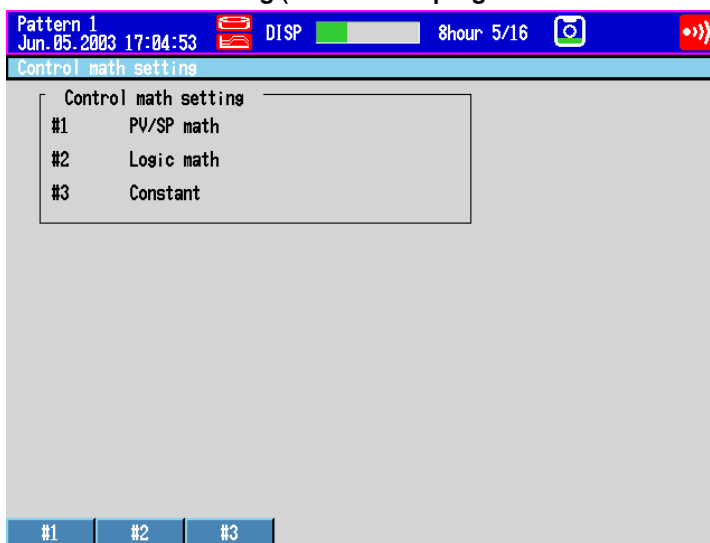 Pattern 1
Jun.05.2003 17:04:53
DISP
8hour 5/16
Control math setting
Control math setting
#1 PV/SP math
#2 Logic math
#3 Constant
#1 #2 #3